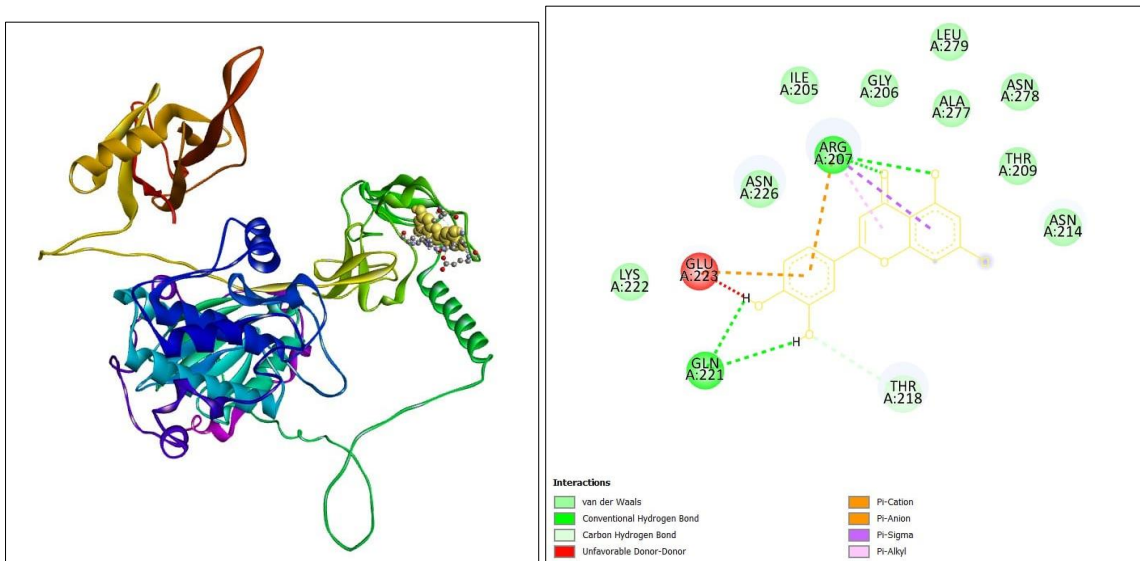 LEU
A:279
ILE
A:205
GLY
A:206
ASN
A:278
ALA
A:277
ARG
A:207
THR
A:209
ASN
A:226
ASN
A:214
LYS
A:222
GLU
A:223
H
H
GLN
A:221
THR
A:218
Interactions
van der Waals
Conventional Hydrogen Bond
Carbon Hydrogen Bond
Unfavorable Donor-Donor
Pi-Cation
Pi-Anion
Pi-Sigma
Pi-Alkyl